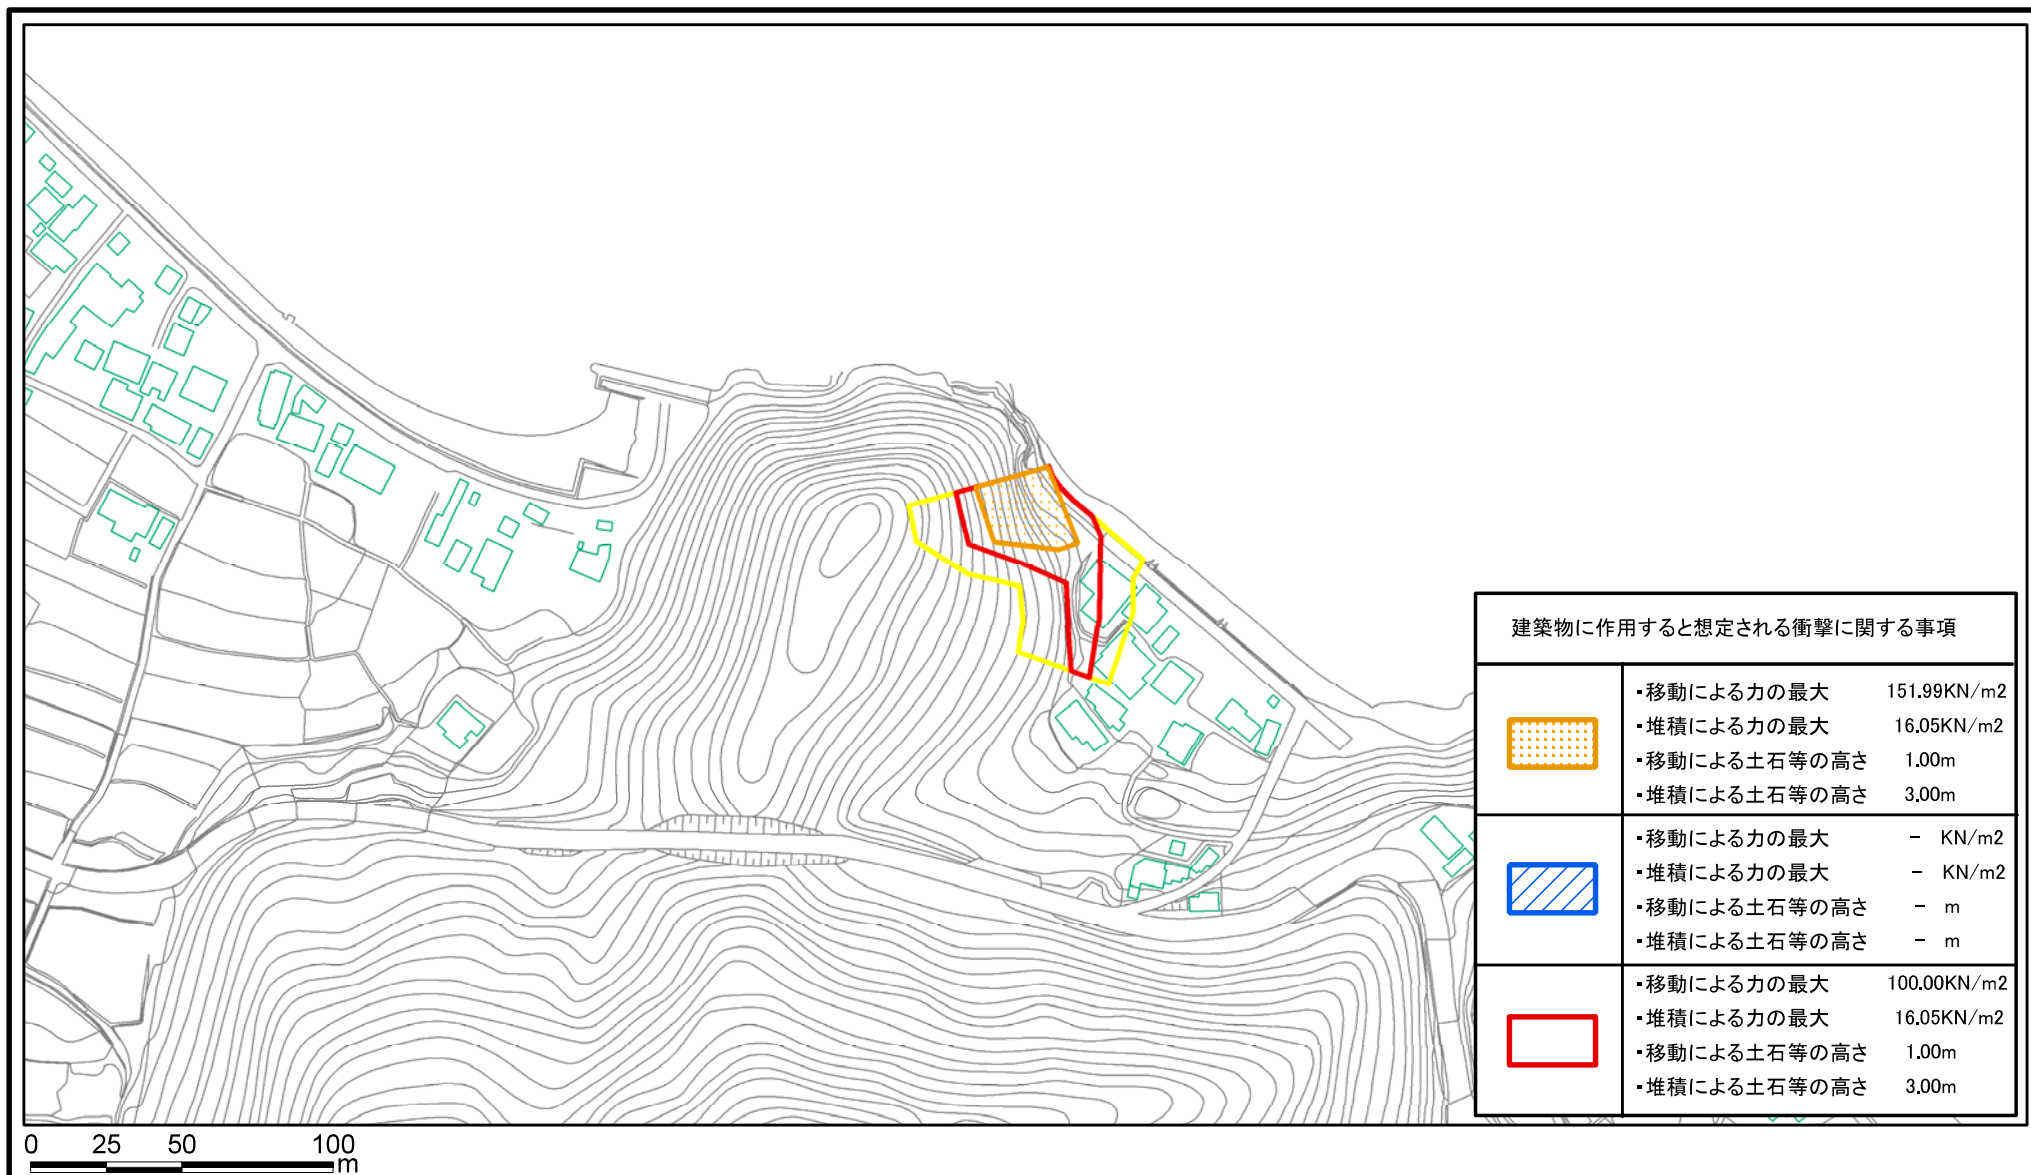 建築物に作用すると想定される衝撃に関する事項
・移動による力の最大 151.99KN/m2
・堆積による力の最大 16.05KN/m2
・移動による土石等の高さ 1.00m
・堆積による土石等の高さ 3.00m
・移動による力の最大 － KN/m2
・堆積による力の最大 － KN/m2
・移動による土石等の高さ － m
・堆積による土石等の高さ － m
・移動による力の最大 100.00KN/m2
・堆積による力の最大 16.05KN/m2
・移動による土石等の高さ 1.00m
・堆積による土石等の高さ 3.00m
0 25 50 100
m